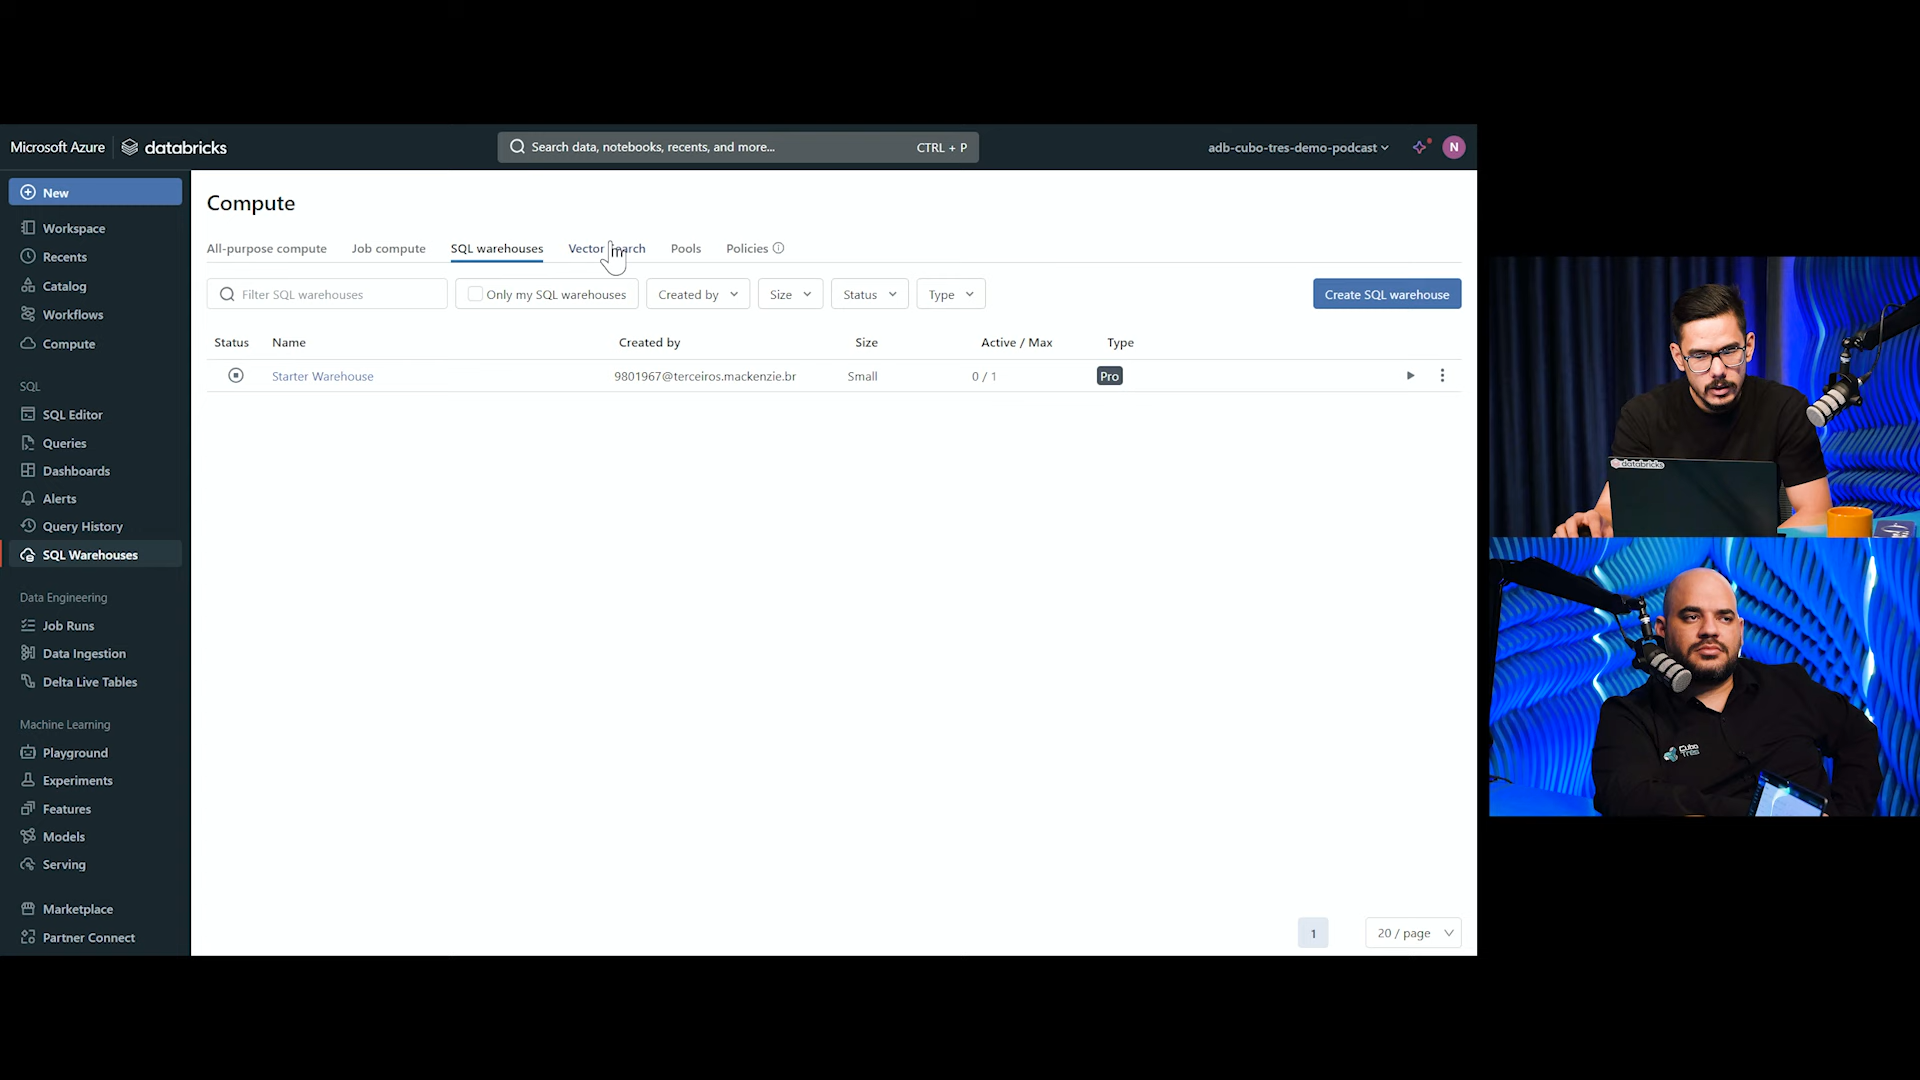 Microsoft Azure databricks Search data, notebooks, recents, and more... CTRL + P adb-cubo-tres-demo-podcast N
New
Workspace
Recents
Catalog
Workflows
Compute
SQL
SQL Editor
Queries
Dashboards
Alerts
Query History
SQL Warehouses
Data Engineering
Job Runs
Data Ingestion
Delta Live Tables
Machine Learning
Playground
Experiments
Features
Models
Serving
Marketplace
Partner Connect
Compute
All-purpose compute Job compute SQL warehouses Vector Pools Policies
Filter SQL warehouses Only my SQL warehouses Created by Size Status Type Create SQL warehouse
Status Name Created by Size Active / Max Type
Starter Warehouse 9801967@terceiros.mackenzie.br Small 0 / 1 Pro
1 20 / page
databricks
Cubo
Três